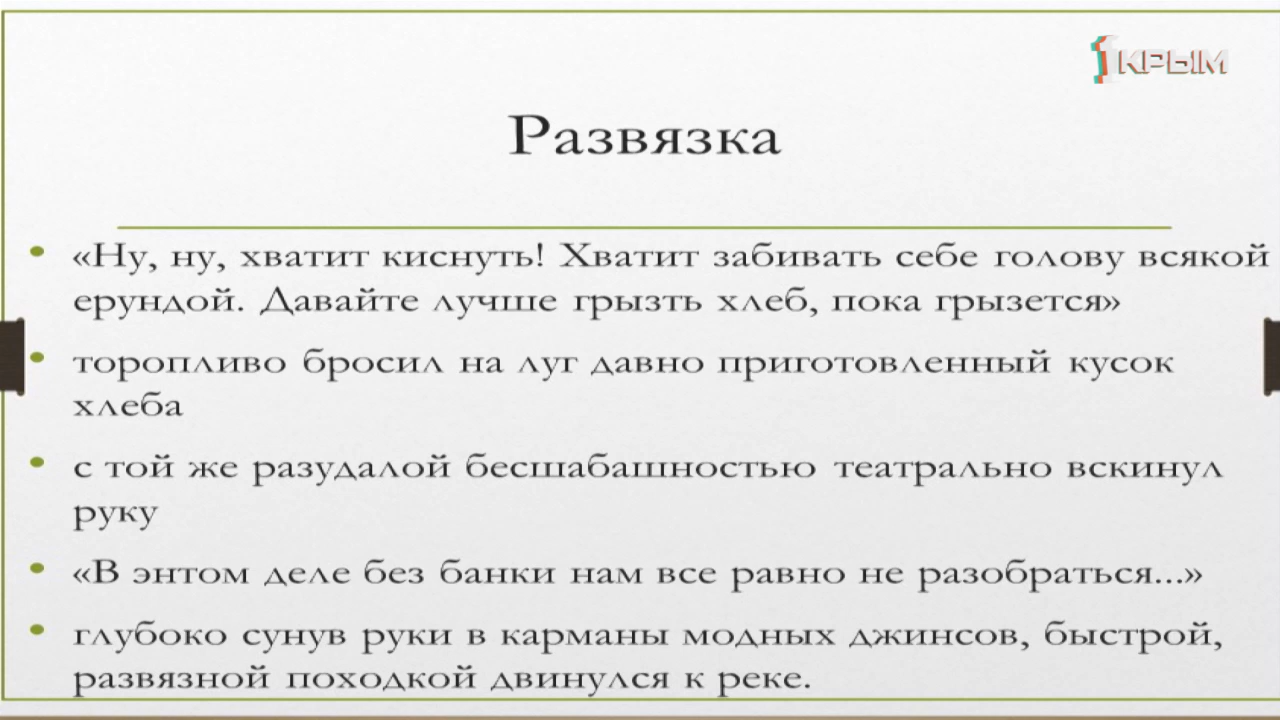 1КРЫМ
Развязка
• «Ну, ну, хватит киснуть! Хватит забивать себе голову всякой
ерундой. Давайте лучше грызть хлеб, пока грызется»
• торопливо бросил на луг давно приготовленный кусок
хлеба
• с той же разудалой бесшабашностью театрально вскинул
руку
• «В энтом деле без банки нам все равно не разобраться...»
• глубоко сунув руки в карманы модных джинсов, быстрой,
развязной походкой двинулся к реке.